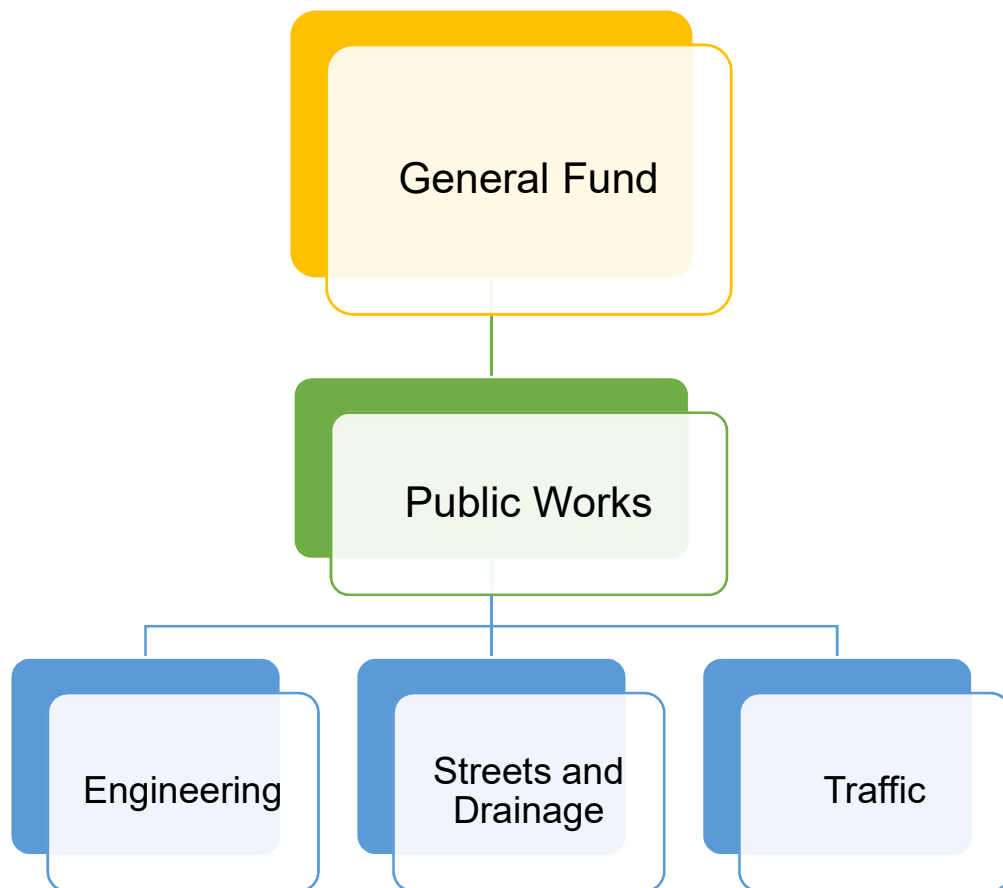 General Fund
Public Works
Engineering
Streets and
Drainage
Traffic